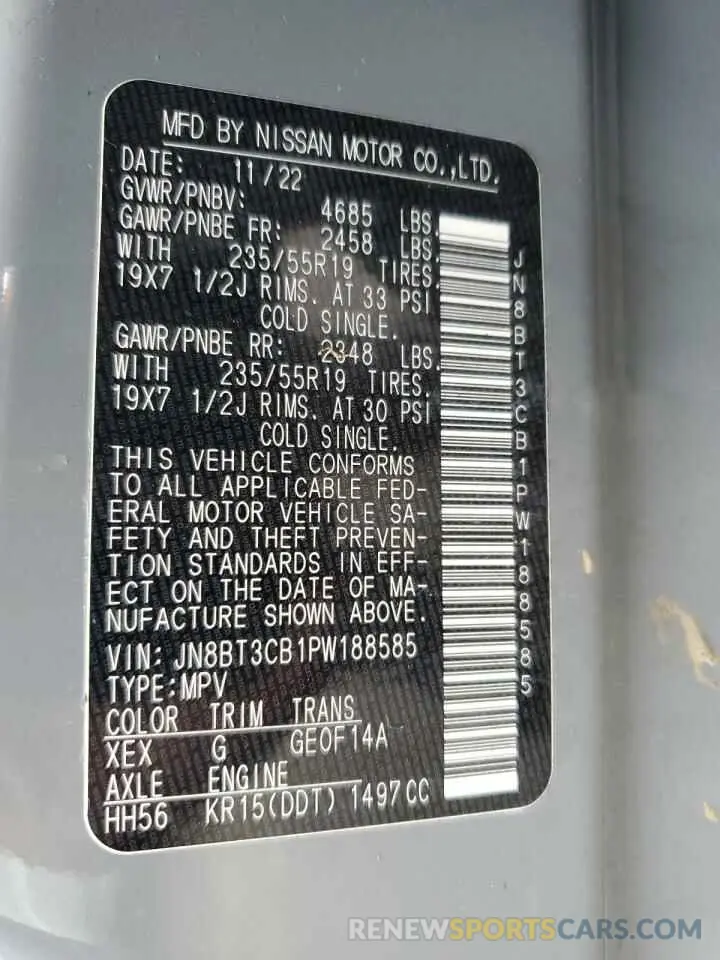 MFD BY NISSAN MOTOR CO.,LTD.
DATE: 11/22
GVWR/PNBV: 4685 LBS.
GAWR/PNBE FR: 2458 LBS.
WITH 235/55R19 TIRES.
19X7 1/2J RIMS. AT 33 PSI
COLD SINGLE.
GAWR/PNBE RR: 2348 LBS.
WITH 235/55R19 TIRES.
19X7 1/2J RIMS. AT 30 PSI
COLD SINGLE.
THIS VEHICLE CONFORMS
TO ALL APPLICABLE FED-
ERAL MOTOR VEHICLE SA-
FETY AND THEFT PREVEN-
TION STANDARDS IN EFF-
ECT ON THE DATE OF MA-
NUFACTURE SHOWN ABOVE.
VIN: JN8BT3CB1PW188585
TYPE:MPV
COLOR TRIM TRANS
XEX G GEOF14A
AXLE ENGINE
HH56 KR15(DDT) 1497CC
JN8BT3CB1PW188585
RENEWSPORTSCARS.COM